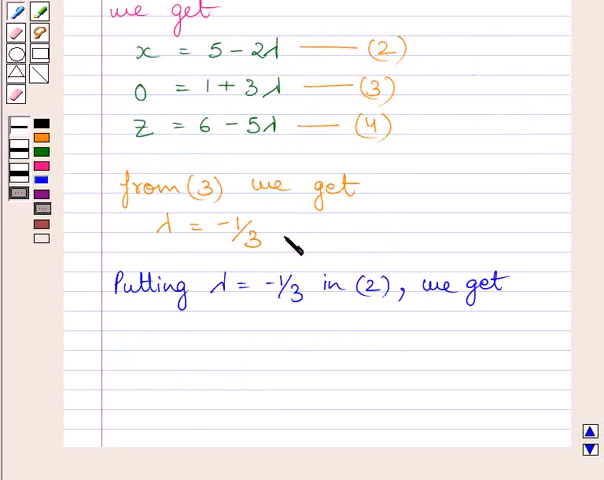 we get
x = 5 - 2λ —— (2)
0 = 1 + 3λ —— (3)
z = 6 - 5λ —— (4)
from (3) we get
λ = -1/3
Putting λ = -1/3 in (2), we get